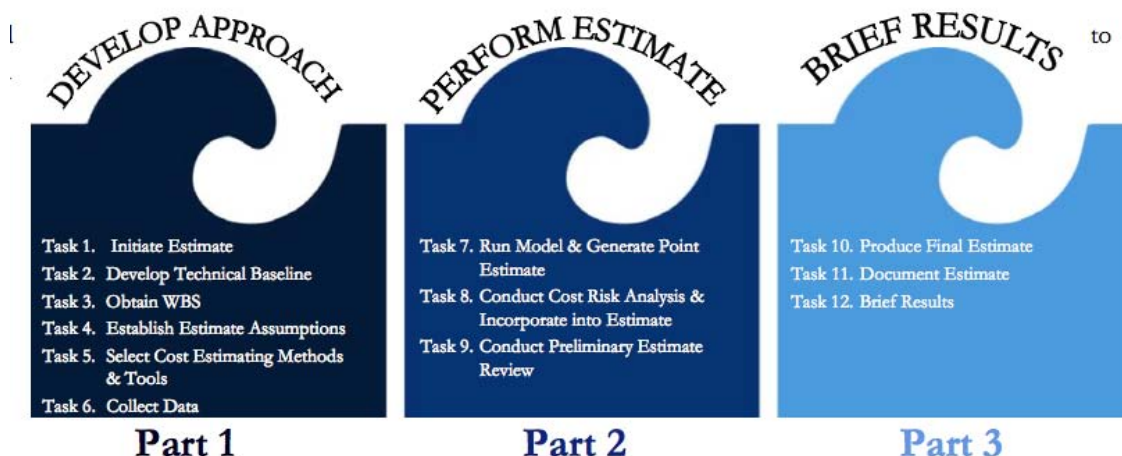 DEVELOP APPROACH
Task 1. Initiate Estimate
Task 2. Develop Technical Baseline
Task 3. Obtain WBS
Task 4. Establish Estimate Assumptions
Task 5. Select Cost Estimating Methods
& Tools
Task 6. Collect Data
Part 1
PERFORM ESTIMATE
Task 7. Run Model & Generate Point
Estimate
Task 8. Conduct Cost Risk Analysis &
Incorporate into Estimate
Task 9. Conduct Preliminary Estimate
Review
Part 2
BRIEF RESULTS
to
Task 10. Produce Final Estimate
Task 11. Document Estimate
Task 12. Brief Results
Part 3